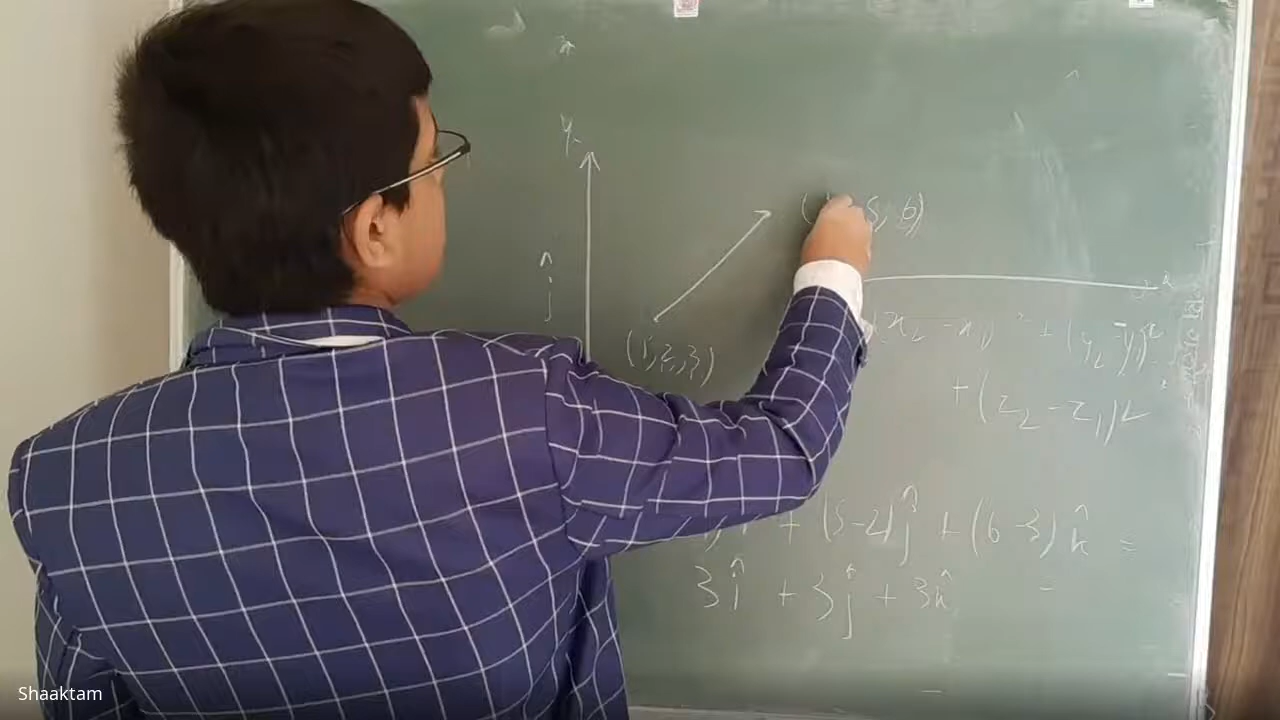 y
ĵ
5, 6)
(1, 2, 3)
(x₂ - x₁)² + (y₂ - y₁)²
+ (z₂ - z₁)²
+ (5-2)ĵ + (6-3)k̂ =
3î + 3ĵ + 3k̂
Shaaktam